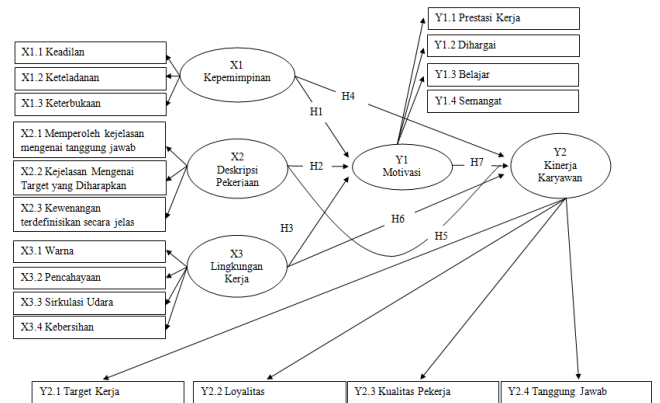 Y1.1 Prestasi Kerja
Y1.2 Dihargai
Y1.3 Belajar
Y1.4 Semangat
X1.1 Keadilan
X1.2 Keteladanan
X1.3 Keterbukaan
X1
Kepemimpinan
H4
H1
X2.1 Memperoleh kejelasan
mengenai tanggung jawab
X2.2 Kejelasan Mengenai
Target yang Diharapkan
X2.3 Kewenangan
terdefinisikan secara jelas
X2
Deskripsi
Pekerjaan
H2
Y1
Motivasi
H7
Y2
Kinerja
Karyawan
H3
H6
H5
X3.1 Warna
X3.2 Pencahayaan
X3.3 Sirkulasi Udara
X3.4 Kebersihan
X3
Lingkungan
Kerja
Y2.1 Target Kerja
Y2.2 Loyalitas
Y2.3 Kualitas Pekerja
Y2.4 Tanggung Jawab